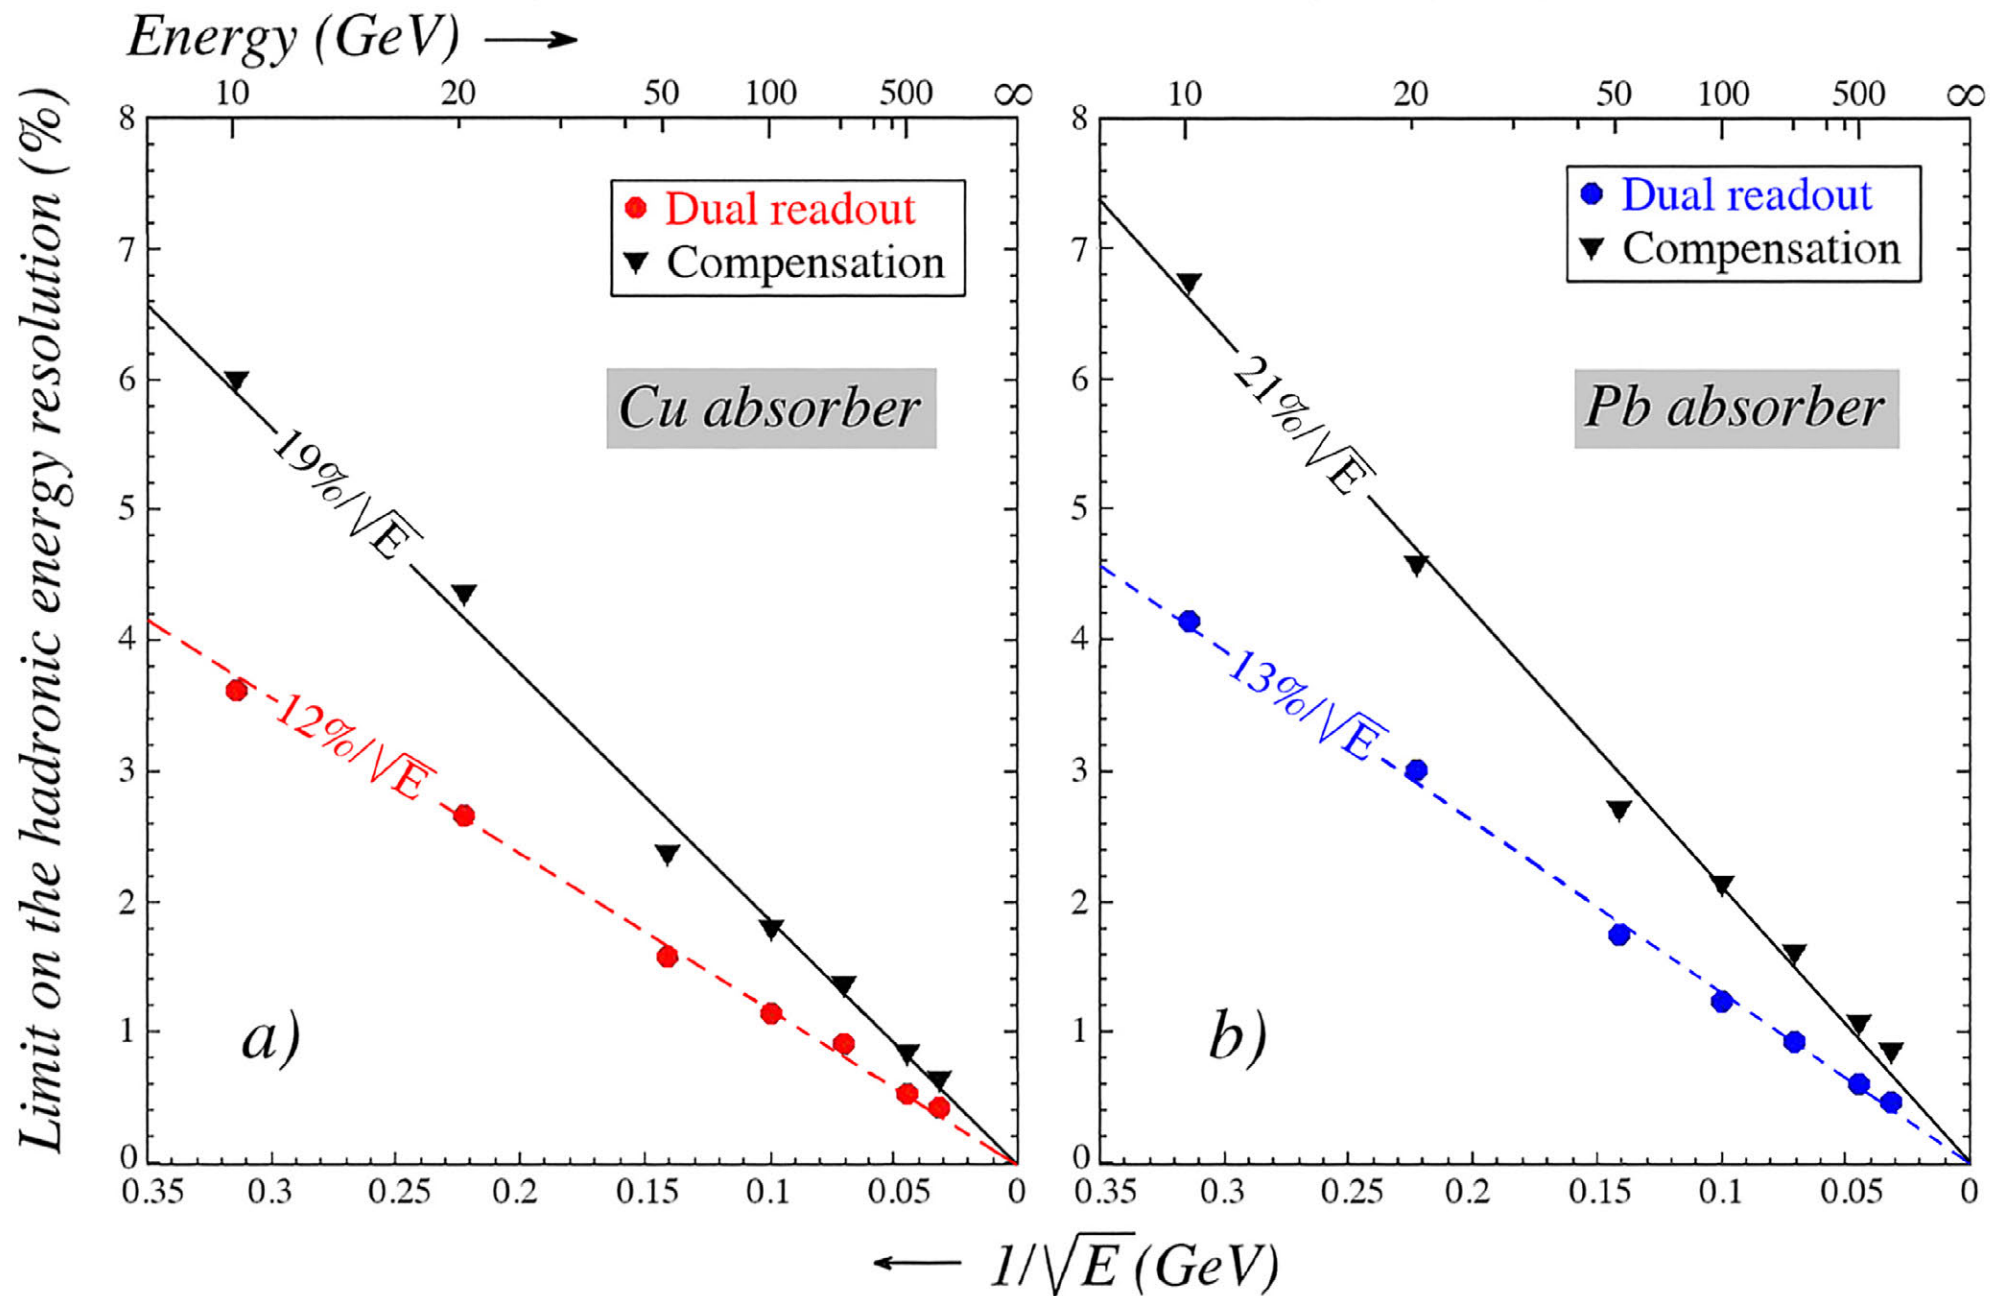 Energy (GeV) →
10 20 50 100 500 ∞
10 20 50 100 500 ∞
Limit on the hadronic energy resolution (%)
8
7
6
5
4
3
2
1
0
Dual readout
Compensation
Cu absorber
19%/√E
12%/√E
a)
0.35 0.3 0.25 0.2 0.15 0.1 0.05 0
8
7
6
5
4
3
2
1
0
Dual readout
Compensation
Pb absorber
21%/√E
13%/√E
b)
0.35 0.3 0.25 0.2 0.15 0.1 0.05 0
← 1/√E (GeV)